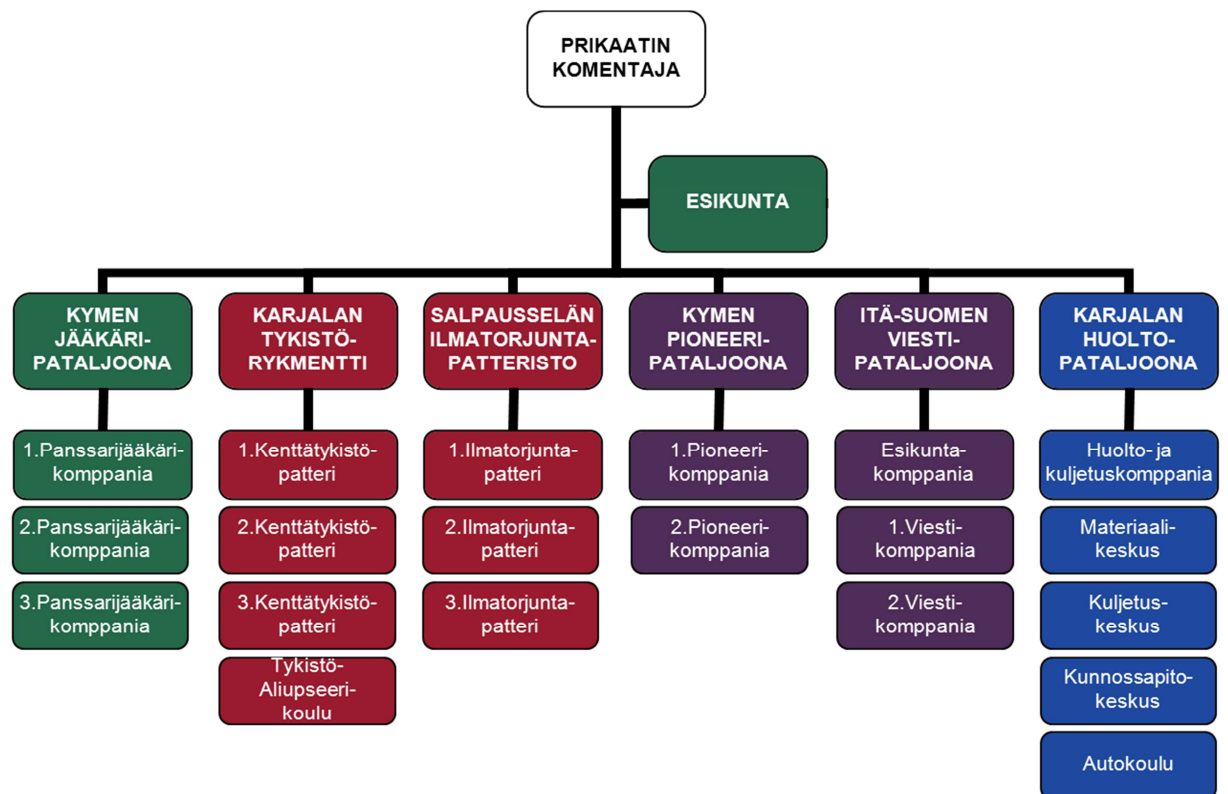 PRIKAATIN
KOMENTAJA
ESIKUNTA
KYMEN
JÄÄKÄRI-
PATALJOONA
1.Panssarijääkäri-
komppania
2.Panssarijääkäri-
komppania
3.Panssarijääkäri-
komppania
KARJALAN
TYKISTÖ-
RYKMENTTI
1.Kenttätykistö-
patteri
2.Kenttätykistö-
patteri
3.Kenttätykistö-
patteri
Tykistö-
Aliupseeri-
koulu
SALPAUSSELÄN
ILMATORJUNTA-
PATTERISTO
1.Ilmatorjunta-
patteri
2.Ilmatorjunta-
patteri
3.Ilmatorjunta-
patteri
KYMEN
PIONEERI-
PATALJOONA
1.Pioneeri-
komppania
2.Pioneeri-
komppania
ITÄ-SUOMEN
VIESTI-
PATALJOONA
Esikunta-
komppania
1.Viesti-
komppania
2.Viesti-
komppania
KARJALAN
HUOLTO-
PATALJOONA
Huolto- ja
kuljetuskomppania
Materiaali-
keskus
Kuljetus-
keskus
Kunnossapito-
keskus
Autokoulu